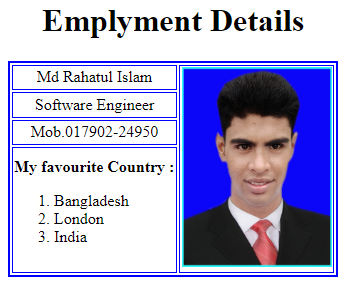 Emplyment Details
Md Rahatul Islam
Software Engineer
Mob.017902-24950
My favourite Country :
1. Bangladesh
2. London
3. India